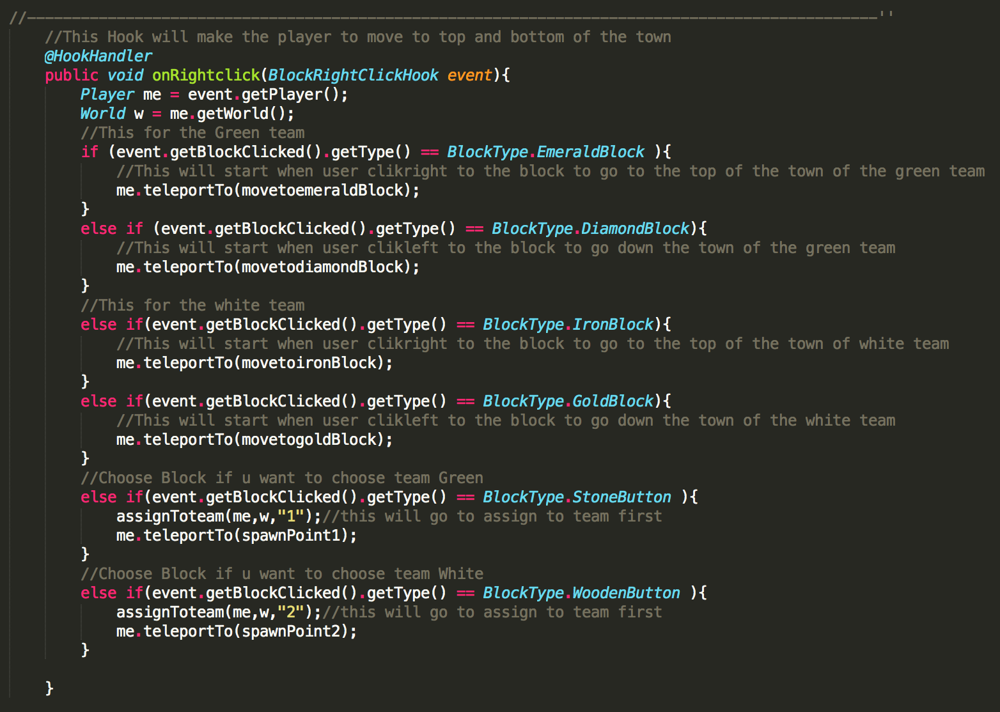 //———————————————————————————————————————————————————————————————————————————————————————————————''
//This Hook will make the player to move to top and bottom of the town
@HookHandler
public void onRightclick(BlockRightClickHook event){
Player me = event.getPlayer();
World w = me.getWorld();
//This for the Green team
if (event.getBlockClicked().getType() == BlockType.EmeraldBlock ){
//This will start when user clikright to the block to go to the top of the town of the green team
me.teleportTo(movetoemeraldBlock);
}
else if (event.getBlockClicked().getType() == BlockType.DiamondBlock){
//This will start when user clikleft to the block to go down the town of the green team
me.teleportTo(movetodiamondBlock);
}
//This for the white team
else if(event.getBlockClicked().getType() == BlockType.IronBlock){
//This will start when user clikright to the block to go to the top of the town of white team
me.teleportTo(movetoironBlock);
}
else if(event.getBlockClicked().getType() == BlockType.GoldBlock){
//This will start when user clikleft to the block to go down the town of the white team
me.teleportTo(movetogoldBlock);
}
//Choose Block if u want to choose team Green
else if(event.getBlockClicked().getType() == BlockType.StoneButton ){
assignToteam(me,w,"1");//this will go to assign to team first
me.teleportTo(spawnPoint1);
}
//Choose Block if u want to choose team White
else if(event.getBlockClicked().getType() == BlockType.WoodenButton ){
assignToteam(me,w,"2");//this will go to assign to team first
me.teleportTo(spawnPoint2);
}
}